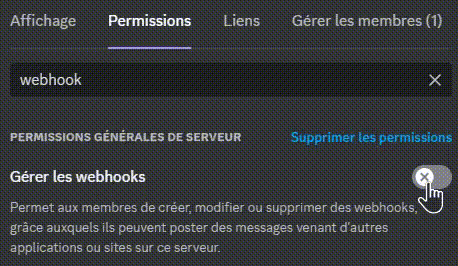 Affichage Permissions Liens Gérer les membres (1)
webhook
PERMISSIONS GÉNÉRALES DE SERVEUR Supprimer les permissions
Gérer les webhooks
Permet aux membres de créer, modifier ou supprimer des webhooks,
grâce auxquels ils peuvent poster des messages venant d'autres
applications ou sites sur ce serveur.